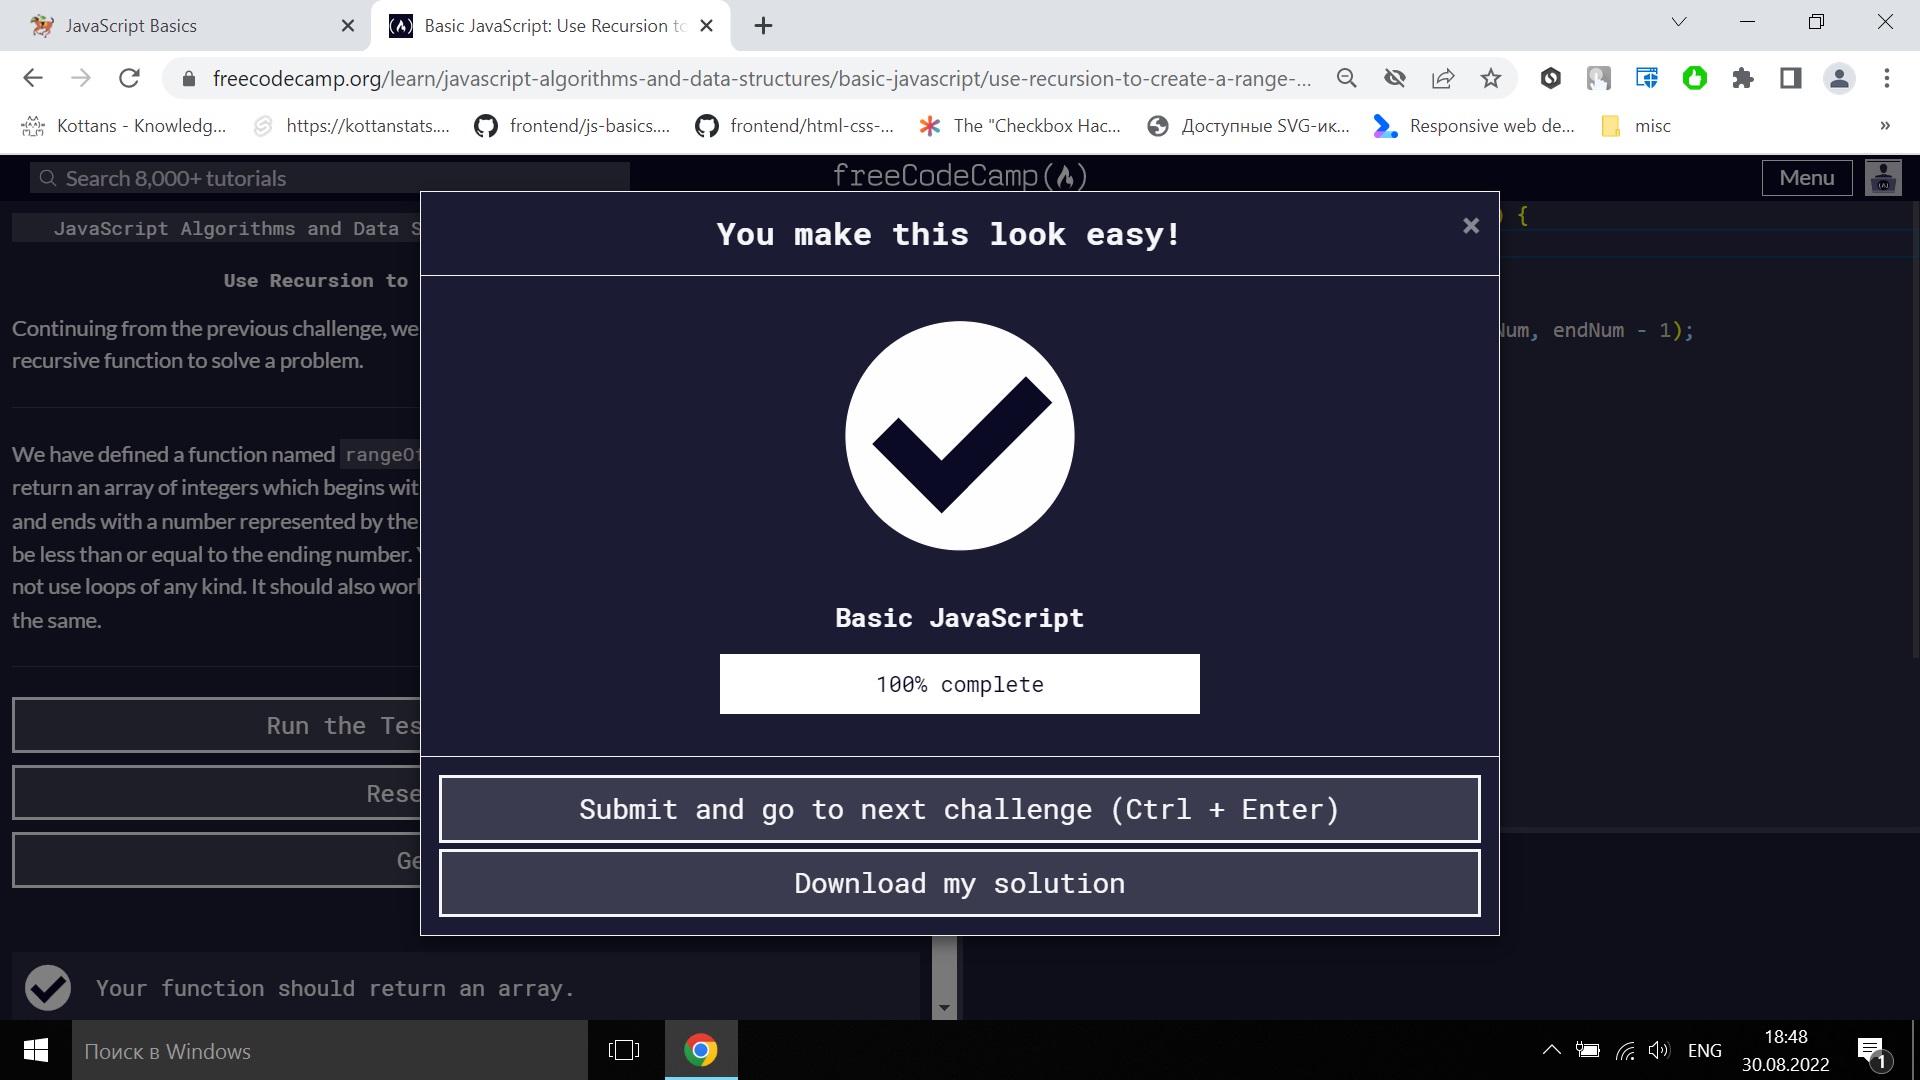 JavaScript Basics
Basic JavaScript: Use Recursion to
freecodecamp.org/learn/javascript-algorithms-and-data-structures/basic-javascript/use-recursion-to-create-a-range-...
Kottans - Knowledg...
https://kottanstats....
frontend/js-basics....
frontend/html-css-...
The "Checkbox Hac...
Доступные SVG-ик...
Responsive web de...
misc
»
Search 8,000+ tutorials
freeCodeCamp
Menu
JavaScript Algorithms and Data S
You make this look easy!
×
) {
Use Recursion to
Continuing from the previous challenge, we
recursive function to solve a problem.
Num, endNum - 1);
We have defined a function named rangeOf
return an array of integers which begins wit
and ends with a number represented by the
be less than or equal to the ending number. Y
not use loops of any kind. It should also worl
the same.
Basic JavaScript
100% complete
Run the Tes
Rese
Ge
Submit and go to next challenge (Ctrl + Enter)
Download my solution
Your function should return an array.
Поиск в Windows
ENG
18:48
30.08.2022
1